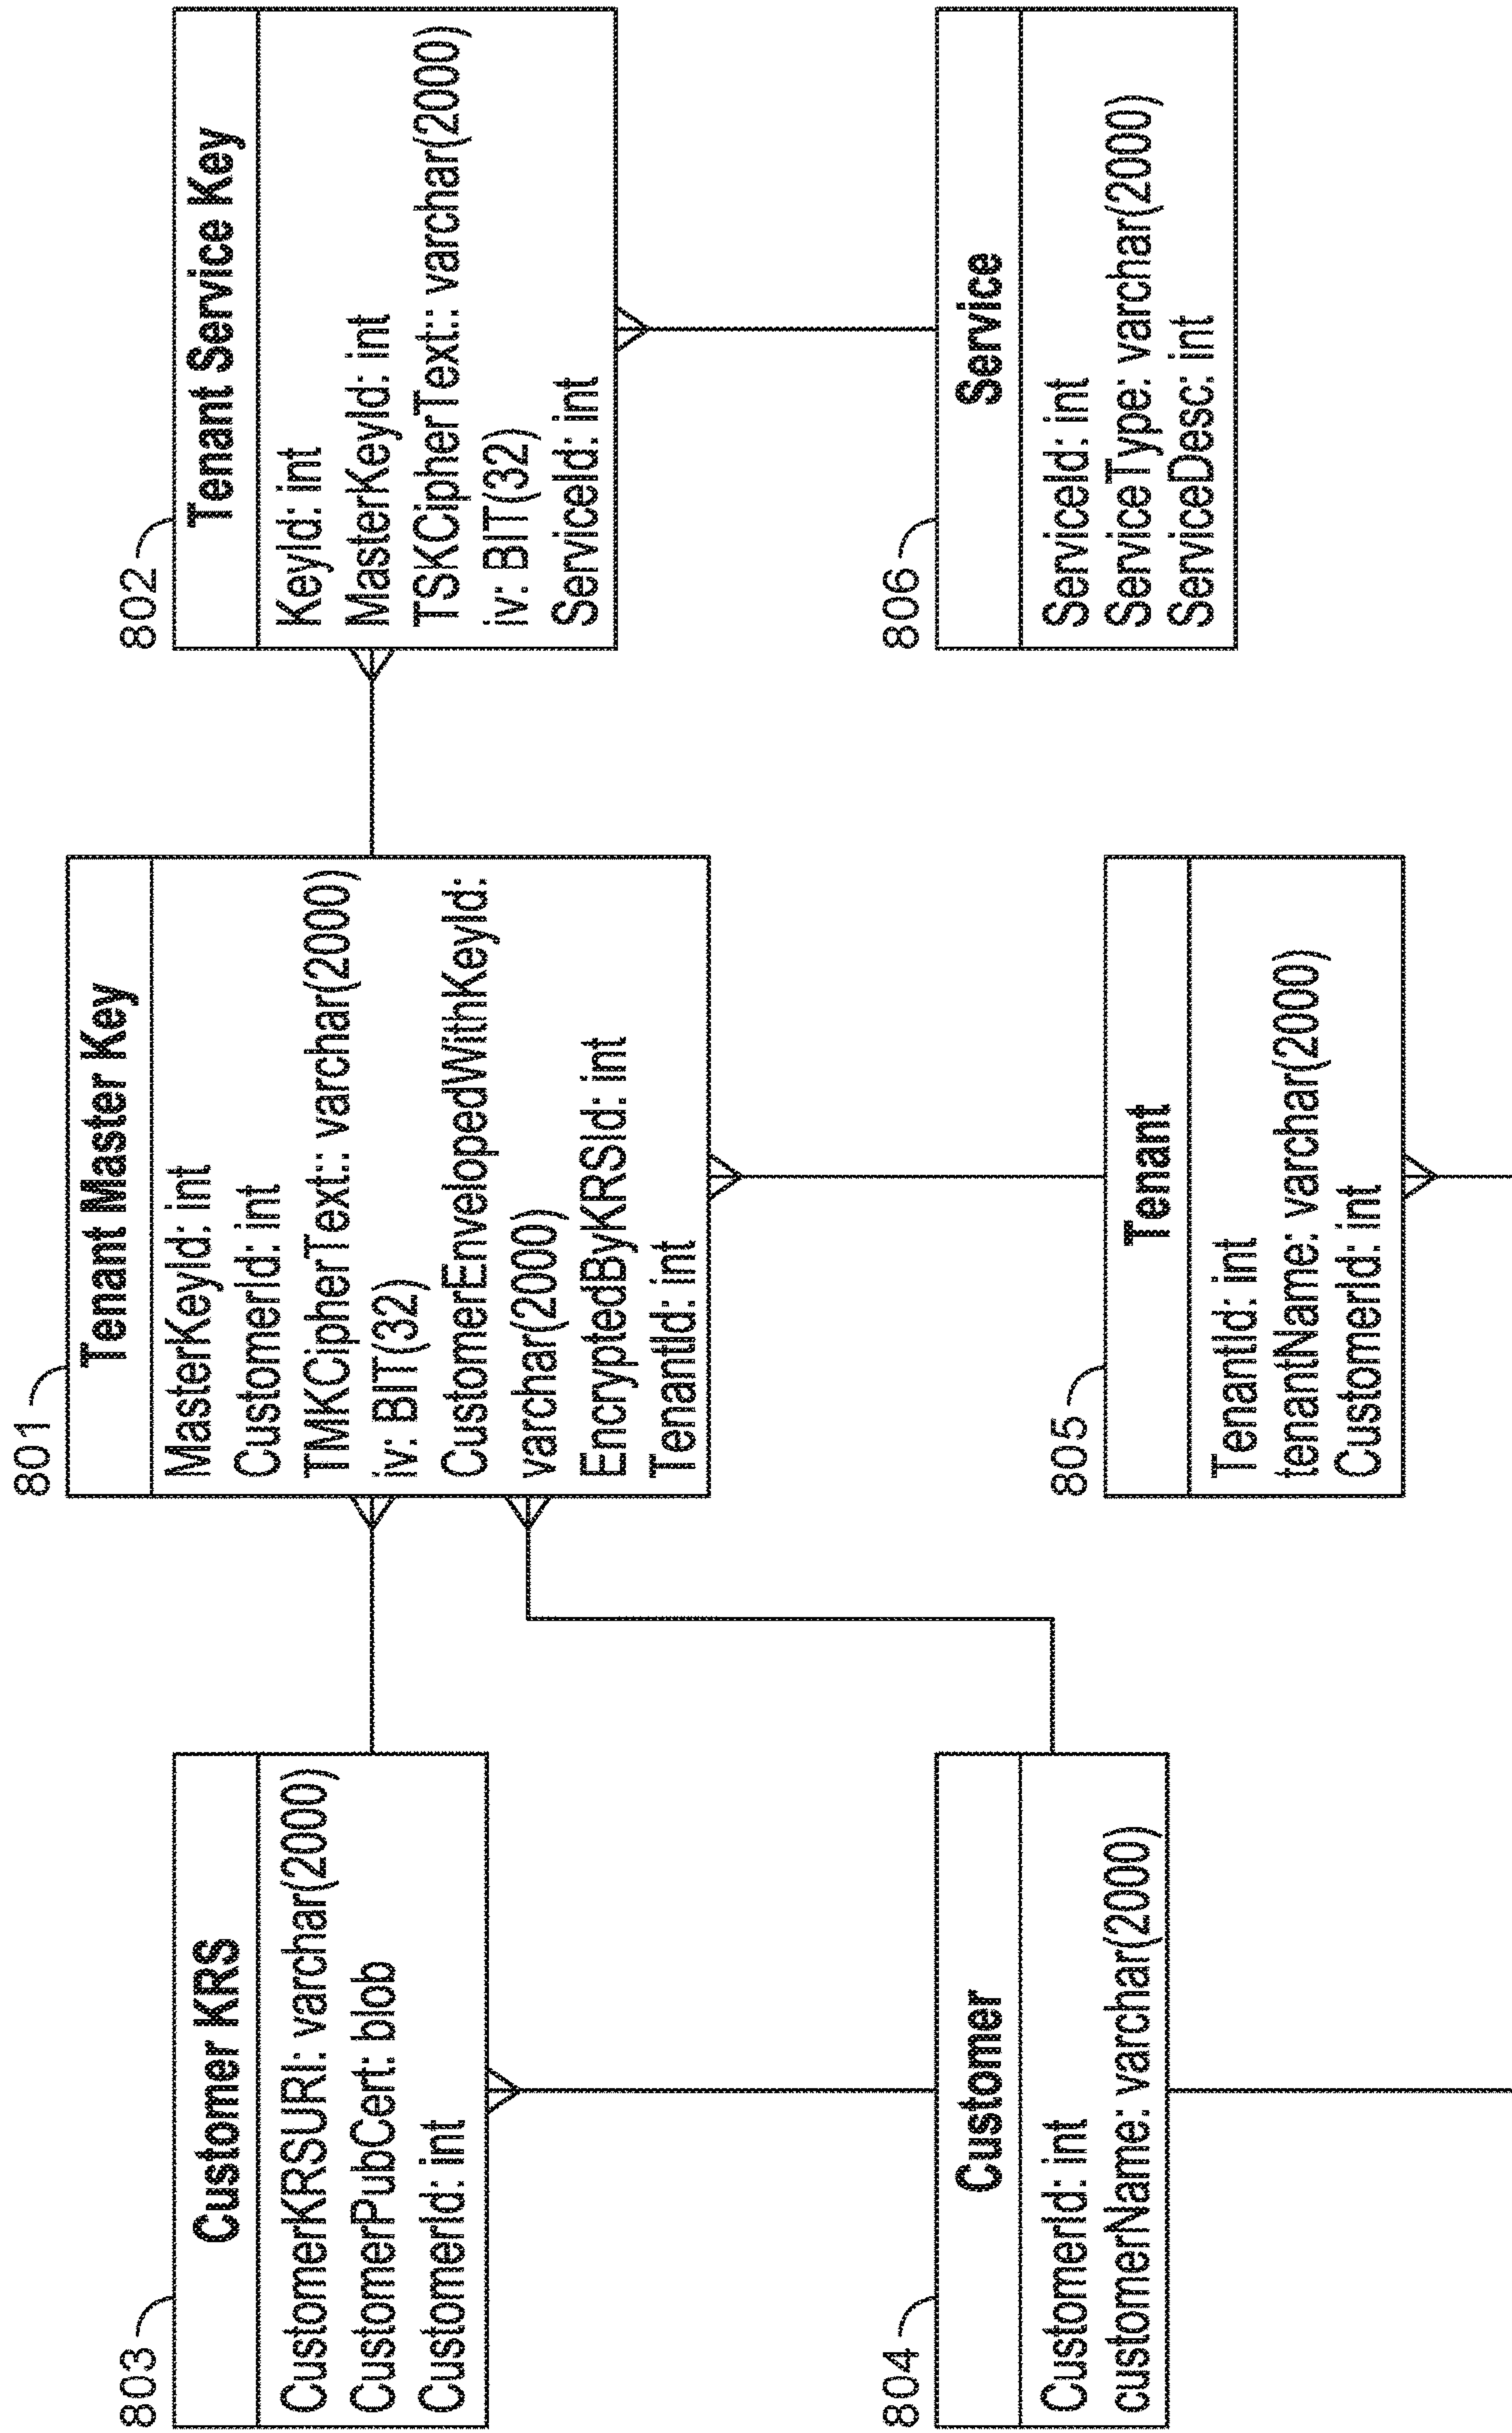 803
Customer KRS
CustomerKRSURI: varchar(2000)
CustomerPubCert: blob
CustomerId: int
801
Tenant Master Key
MasterKeyId: int
CustomerId: int
TMKCipherText:: varchar(2000)
iv: BIT(32)
CustomerEnvelopedWithKeyId:
varchar(2000)
EncryptedByKRSId: int
TenantId: int
802
Tenant Service Key
KeyId: int
MasterKeyId: int
TSKCipherText:: varchar(2000)
iv: BIT(32)
ServiceId: int
804
Customer
CustomerId: int
customerName: varchar(2000)
805
Tenant
TenantId: int
tenantName: varchar(2000)
CustomerId: int
806
Service
ServiceId: int
ServiceType: varchar(2000)
ServiceDesc: int